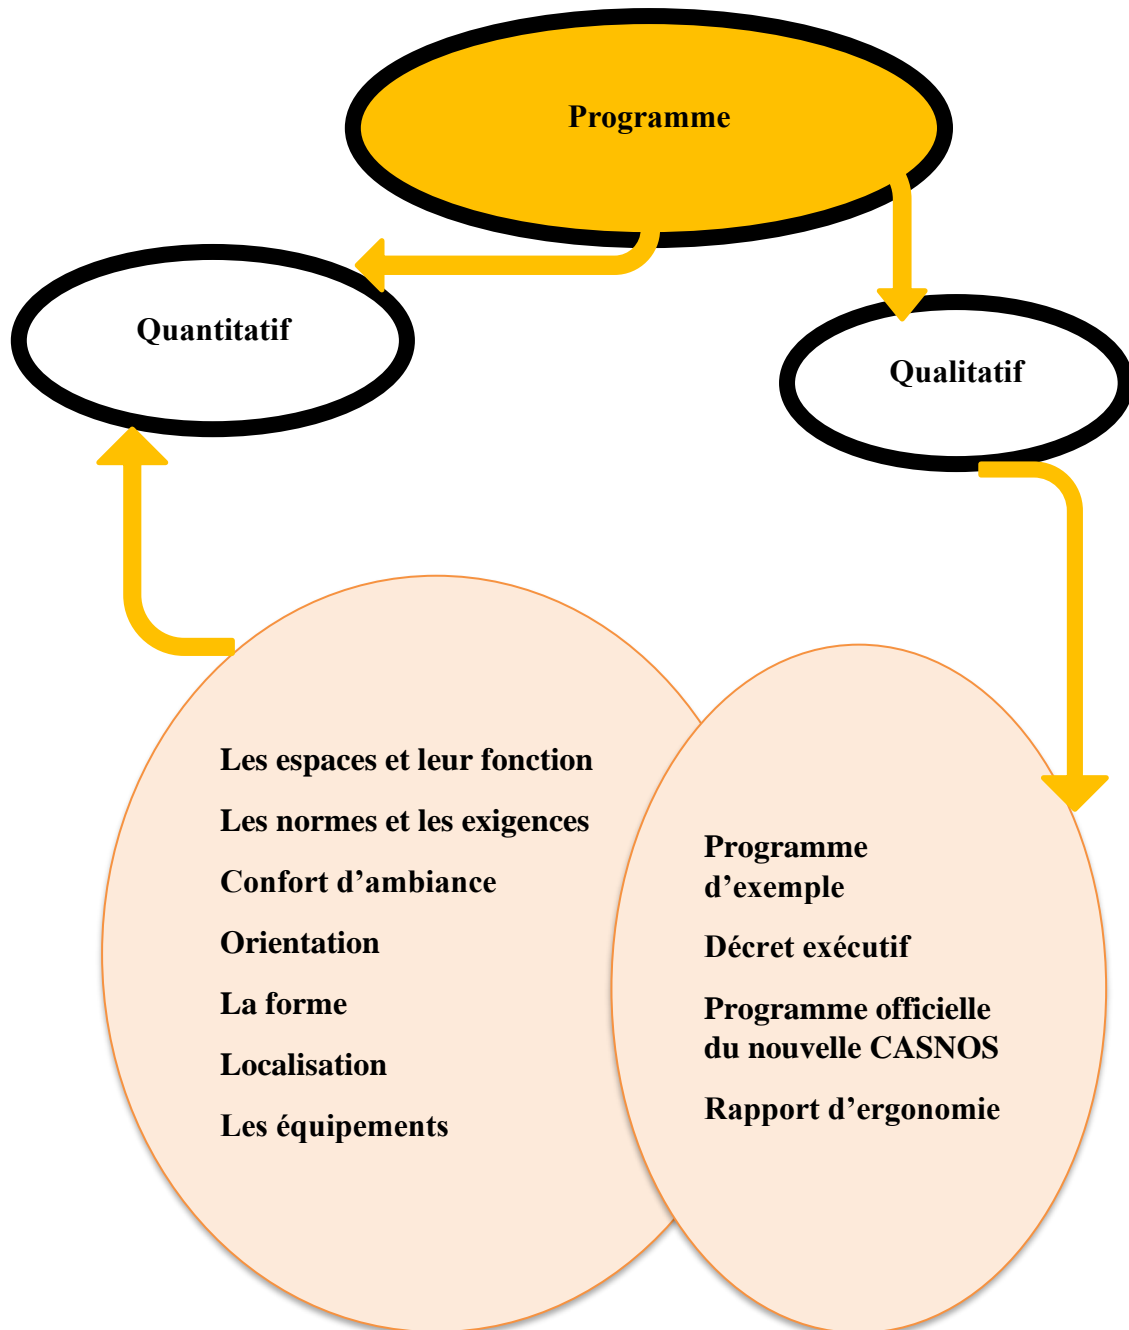 Programme
Quantitatif
Qualitatif
Les espaces et leur fonction
Les normes et les exigences
Confort d’ambiance
Orientation
La forme
Localisation
Les équipements
Programme
d’exemple
Décret exécutif
Programme officielle
du nouvelle CASNOS
Rapport d’ergonomie